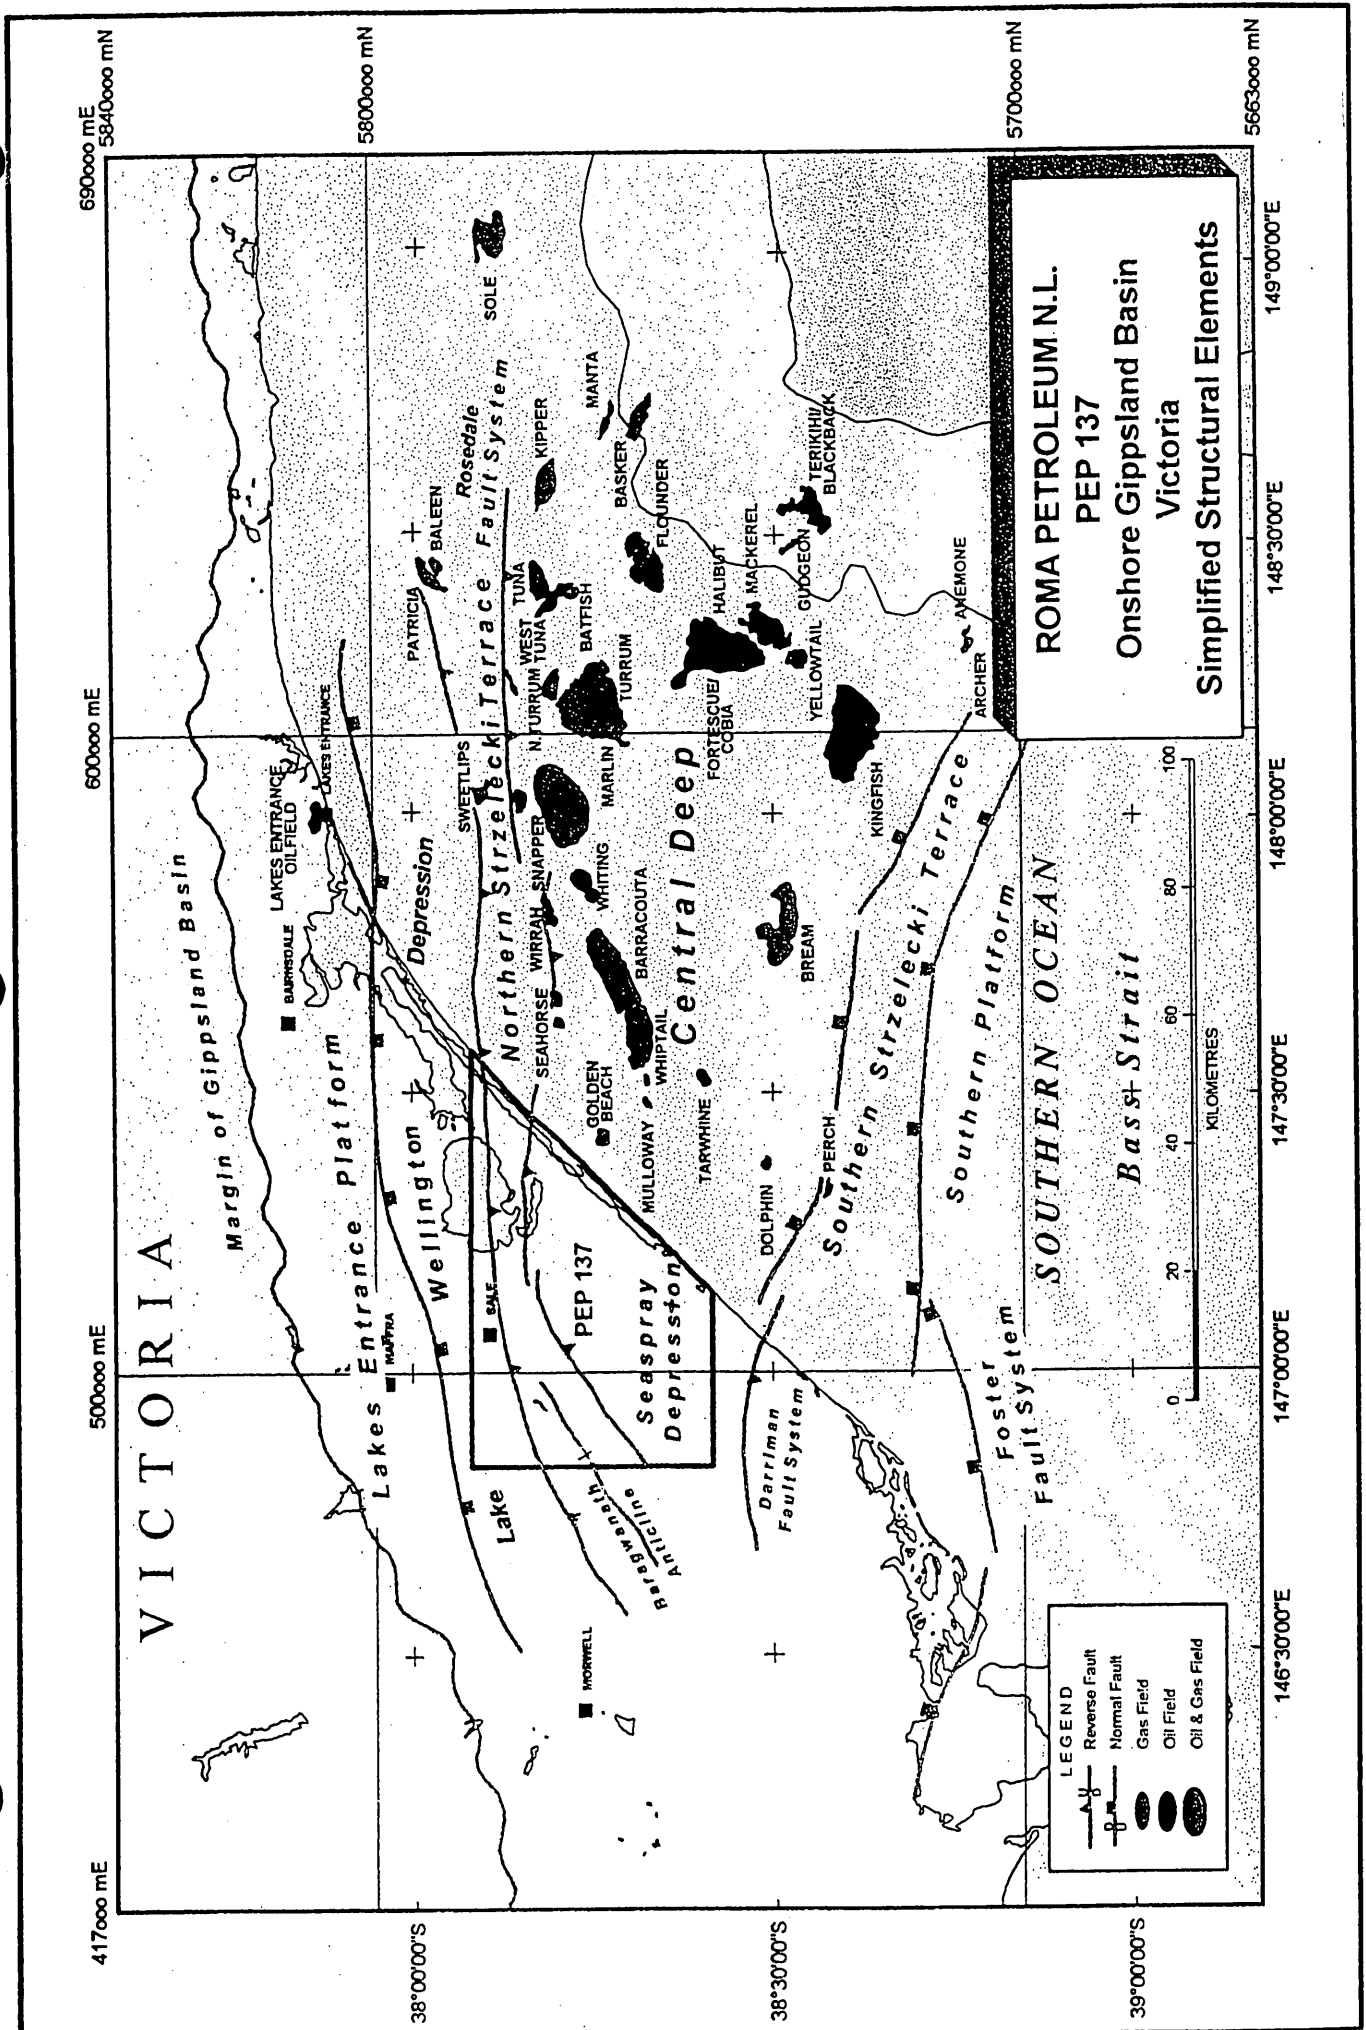 417000 mE
500000 mE
600000 mE
690000 mE
5840000 mN
5800000 mN
5700000 mN
5663000 mN
38°00'00"S
38°30'00"S
39°00'00"S
146°30'00"E
147°00'00"E
147°30'00"E
148°00'00"E
148°30'00"E
149°00'00"E
VICTORIA
Margin of Gippsland Basin
Lakes Entrance Platform
BAIRNSDALE
LAKES ENTRANCE
OILFIELD
LAKES ENTRANCE
MAFFRA
Lake Wellington Depression
SALE
MORWELL
PATRICIA
BALEEN
SWEETLIPS
Rosedale
Fault System
Northern Strzelecki Terrace
SOLE
KIPPER
TUNA
WEST
TUNA
N.TURRUM
BATFISH
TURRUM
MARLIN
SNAPPER
WIRRAH
SEAHORSE
WHITING
BARRACOUTA
WHIPTAIL
GOLDEN
BEACH
MULLOWAY
TARWHINE
MANTA
BASKER
FLOUNDER
HALIBUT
MACKEREL
GUDGEON
TERIKIHI/
BLACKBACK
FORTESCUE/
COBIA
YELLOWTAIL
KINGFISH
ARCHER
ANEMONE
BREAM
DOLPHIN
PERCH
Central Deep
PEP 137
Seaspray
Depression
Baragwanath
Anticline
Darriman
Fault System
Southern Strzelecki Terrace
Southern Platform
Foster
Fault System
SOUTHERN OCEAN
Bass Strait
0 20 40 60 80 100
KILOMETRES
LEGEND
U Reverse Fault
D Normal Fault
Gas Field
Oil Field
Oil & Gas Field
ROMA PETROLEUM N.L.
PEP 137
Onshore Gippsland Basin
Victoria
Simplified Structural Elements